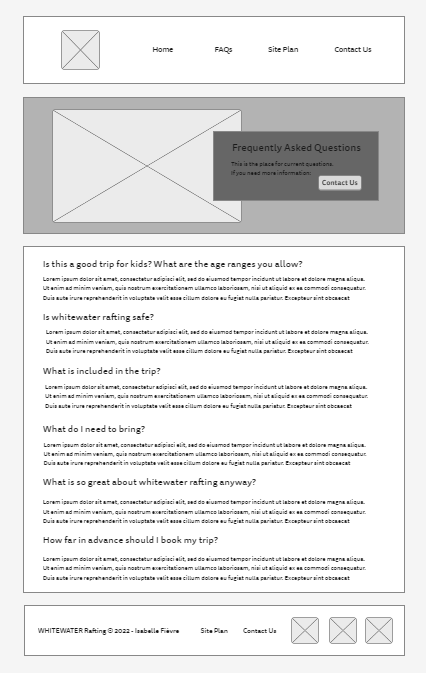 Home FAQs Site Plan Contact Us
Frequently Asked Questions
This is the place for current questions.
If you need more information:
Contact Us
Is this a good trip for kids? What are the age ranges you allow?
Lorem ipsum dolor sit amet, consectetur adipisci elit, sed do eiusmod tempor incidunt ut labore et dolore magna aliqua.
Ut enim ad minim veniam, quis nostrum exercitationem ullamco laboriosam, nisi ut aliquid ex ea commodi consequatur.
Duis aute irure reprehenderit in voluptate velit esse cillum dolore eu fugiat nulla pariatur. Excepteur sint obcaecat
Is whitewater rafting safe?
Lorem ipsum dolor sit amet, consectetur adipisci elit, sed do eiusmod tempor incidunt ut labore et dolore magna aliqua.
Ut enim ad minim veniam, quis nostrum exercitationem ullamco laboriosam, nisi ut aliquid ex ea commodi consequatur.
Duis aute irure reprehenderit in voluptate velit esse cillum dolore eu fugiat nulla pariatur. Excepteur sint obcaecat
What is included in the trip?
Lorem ipsum dolor sit amet, consectetur adipisci elit, sed do eiusmod tempor incidunt ut labore et dolore magna aliqua.
Ut enim ad minim veniam, quis nostrum exercitationem ullamco laboriosam, nisi ut aliquid ex ea commodi consequatur.
Duis aute irure reprehenderit in voluptate velit esse cillum dolore eu fugiat nulla pariatur. Excepteur sint obcaecat
What do I need to bring?
Lorem ipsum dolor sit amet, consectetur adipisci elit, sed do eiusmod tempor incidunt ut labore et dolore magna aliqua.
Ut enim ad minim veniam, quis nostrum exercitationem ullamco laboriosam, nisi ut aliquid ex ea commodi consequatur.
Duis aute irure reprehenderit in voluptate velit esse cillum dolore eu fugiat nulla pariatur. Excepteur sint obcaecat
What is so great about whitewater rafting anyway?
Lorem ipsum dolor sit amet, consectetur adipisci elit, sed do eiusmod tempor incidunt ut labore et dolore magna aliqua.
Ut enim ad minim veniam, quis nostrum exercitationem ullamco laboriosam, nisi ut aliquid ex ea commodi consequatur.
Duis aute irure reprehenderit in voluptate velit esse cillum dolore eu fugiat nulla pariatur. Excepteur sint obcaecat
How far in advance should I book my trip?
Lorem ipsum dolor sit amet, consectetur adipisci elit, sed do eiusmod tempor incidunt ut labore et dolore magna aliqua.
Ut enim ad minim veniam, quis nostrum exercitationem ullamco laboriosam, nisi ut aliquid ex ea commodi consequatur.
Duis aute irure reprehenderit in voluptate velit esse cillum dolore eu fugiat nulla pariatur. Excepteur sint obcaecat
WHITEWATER Rafting © 2022 - Isabelle Fievre Site Plan Contact Us